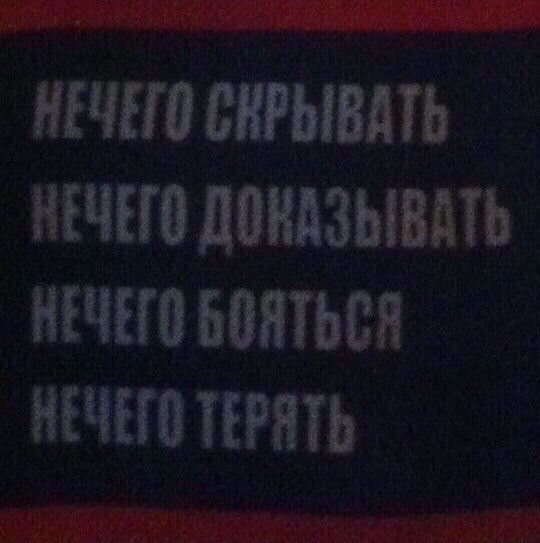 НЕЧЕГО СКРЫВАТЬ
НЕЧЕГО ДОКАЗЫВАТЬ
НЕЧЕГО БОЯТЬСЯ
НЕЧЕГО ТЕРЯТЬ